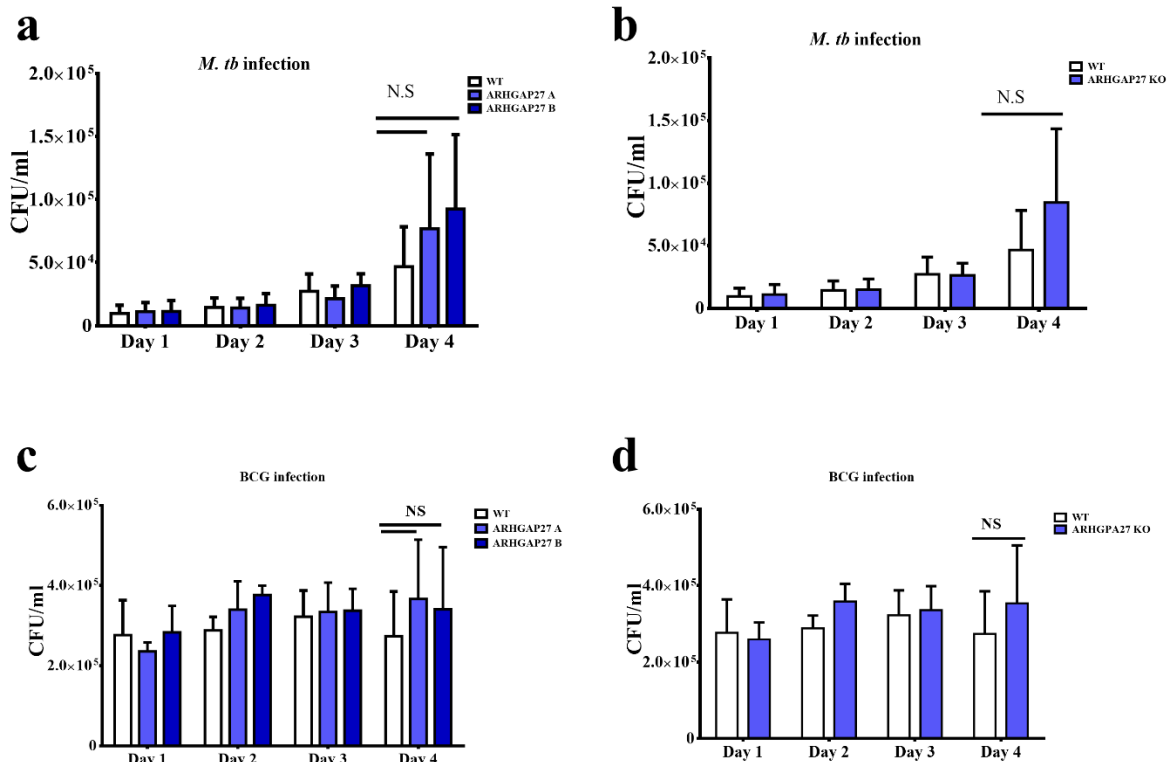 a
M. tb infection
WT
ARHGAP27 A
ARHGAP27 B
N.S
CFU/ml
2.0×10⁵
1.5×10⁵
1.0×10⁵
5.0×10⁴
0
Day 1 Day 2 Day 3 Day 4
b
M. tb infection
WT
ARHGAP27 KO
N.S
CFU/ml
2.0×10⁵
1.5×10⁵
1.0×10⁵
5.0×10⁴
0
Day 1 Day 2 Day 3 Day 4
c
BCG infection
WT
ARHGAP27 A
ARHGAP27 B
NS
CFU/ml
6.0×10⁵
4.0×10⁵
2.0×10⁵
0
Day 1 Day 2 Day 3 Day 4
d
BCG infection
WT
ARHGPA27 KO
NS
CFU/ml
6.0×10⁵
4.0×10⁵
2.0×10⁵
0
Day 1 Day 2 Day 3 Day 4